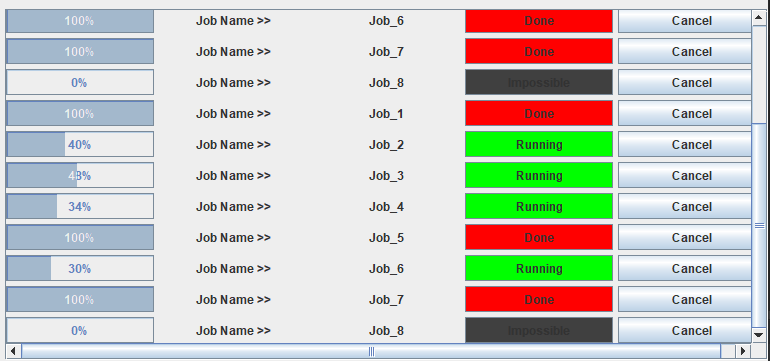 100% Job Name >> Job_6 Done Cancel
100% Job Name >> Job_7 Done Cancel
0% Job Name >> Job_8 Impossible Cancel
100% Job Name >> Job_1 Done Cancel
40% Job Name >> Job_2 Running Cancel
48% Job Name >> Job_3 Running Cancel
34% Job Name >> Job_4 Running Cancel
100% Job Name >> Job_5 Done Cancel
30% Job Name >> Job_6 Running Cancel
100% Job Name >> Job_7 Done Cancel
0% Job Name >> Job_8 Impossible Cancel